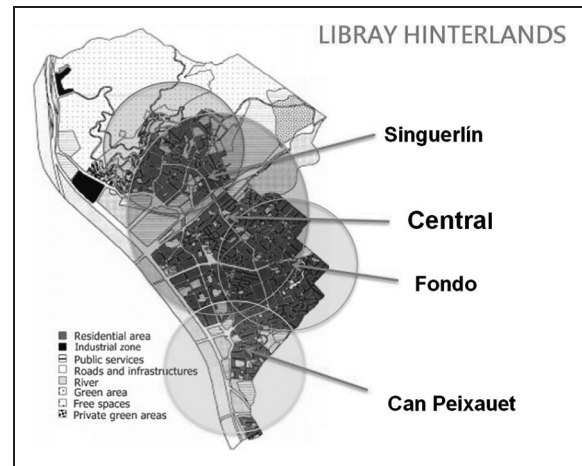 LIBRAY HINTERLANDS
Singuerlín
Central
Fondo
Can Peixauet
Residential area
Industrial zone
Public services
Roads and infrastructures
River
Green area
Free spaces
Private green areas